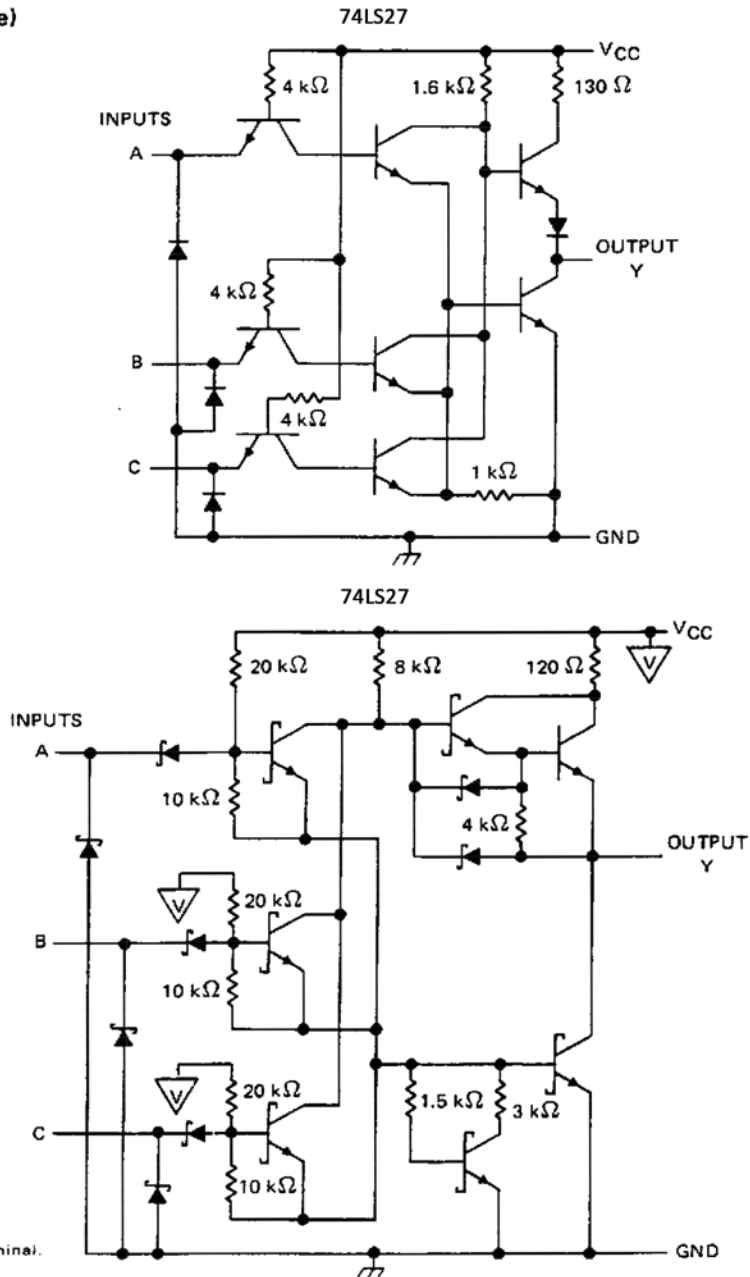 e)
74LS27
VCC
4 kΩ
1.6 kΩ
130 Ω
INPUTS
A
OUTPUT
Y
4 kΩ
B
4 kΩ
C
1 kΩ
GND
74LS27
VCC
20 kΩ
8 kΩ
120 Ω
V
INPUTS
A
10 kΩ
4 kΩ
OUTPUT
Y
V
20 kΩ
B
10 kΩ
V
20 kΩ
1.5 kΩ
3 kΩ
C
10 kΩ
minal.
GND